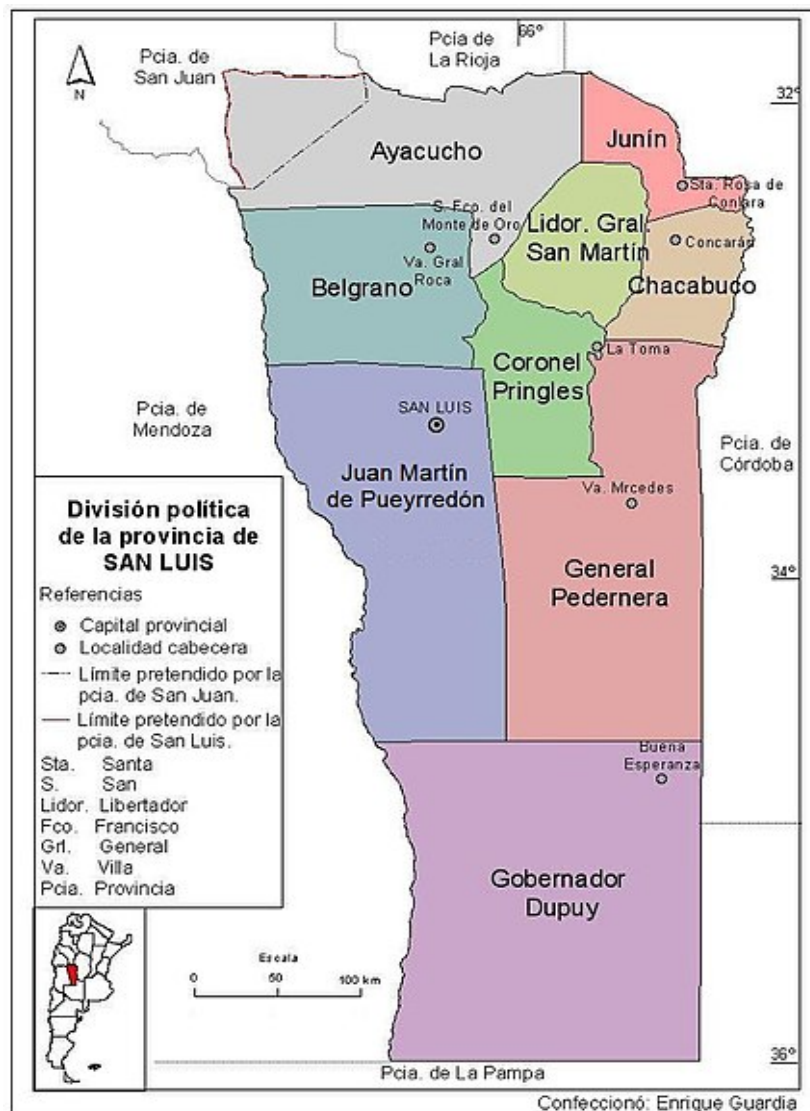 Pcia. de
San Juan
Pcía de
La Rioja
66°
N
32°
Ayacucho
Junín
Sta. Rosa de
Conlara
S. Fco. del
Monte de Oro
Lidor. Gral.
San Martín
Concarán
Va. Gral
Roca
Belgrano
Chacabuco
La Toma
Coronel
Pringles
Pcia. de
Mendoza
SAN LUIS
Pcia. de
Córdoba
Juan Martín
de Pueyrredón
Va. Mrcedes
General
Pedernera
34°
División política
de la provincia de
SAN LUIS
Referencias
Capital provincial
Localidad cabecera
Límite pretendido por la
pcia. de San Juan.
Límite pretendido por la
pcia. de San Luis.
Sta. Santa
S. San
Lidor. Libertador
Fco. Francisco
Grl. General
Va. Villa
Pcia. Provincia
Buena
Esperanza
Gobernador
Dupuy
Escala
0 50 100 km
36°
Pcia. de La Pampa
Confeccionó: Enrique Guardia